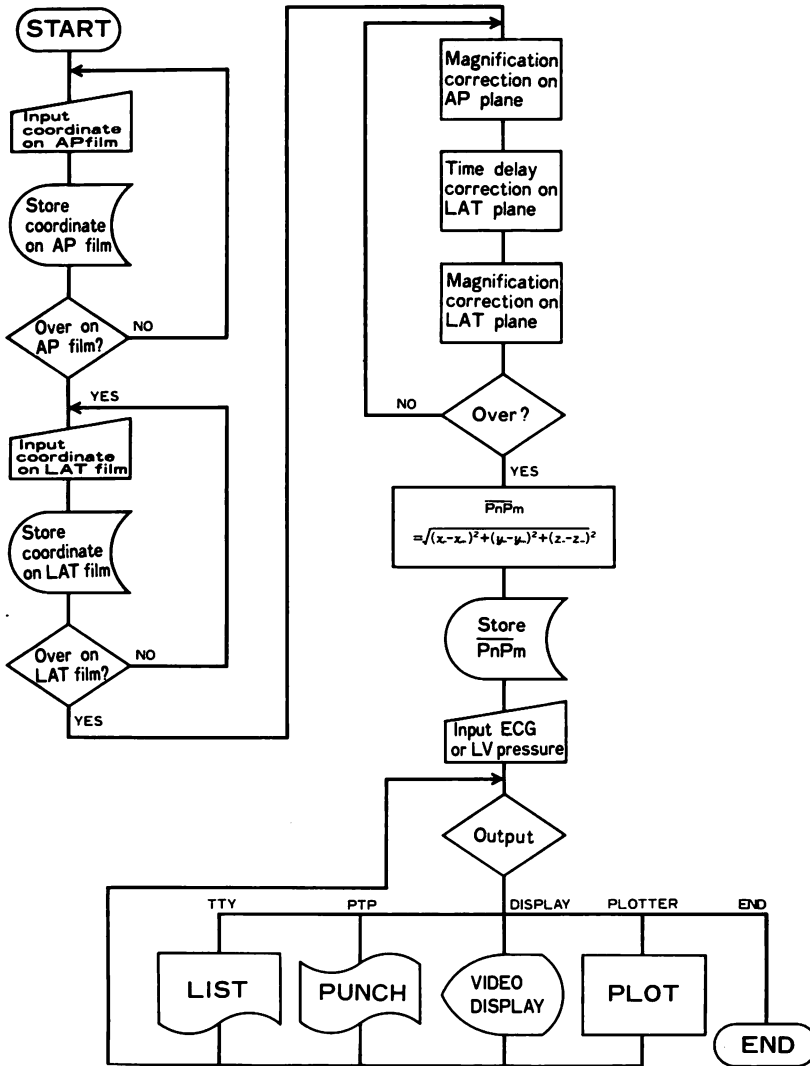 START
Input
coordinate
on APfilm
Store
coordinate
on AP film
Over on
AP film?
NO
YES
Input
coordinate
on LAT film
Store
coordinate
on LAT film
Over on
LAT film?
NO
YES
Magnification
correction on
AP plane
Time delay
correction on
LAT plane
Magnification
correction on
LAT plane
Over?
NO
YES
PnPm
=√(x-x)²+(y-y)²+(z-z)²
Store
PnPm
Input ECG
or LV pressure
Output
TTY
PTP
DISPLAY
PLOTTER
END
LIST
PUNCH
VIDEO
DISPLAY
PLOT
END